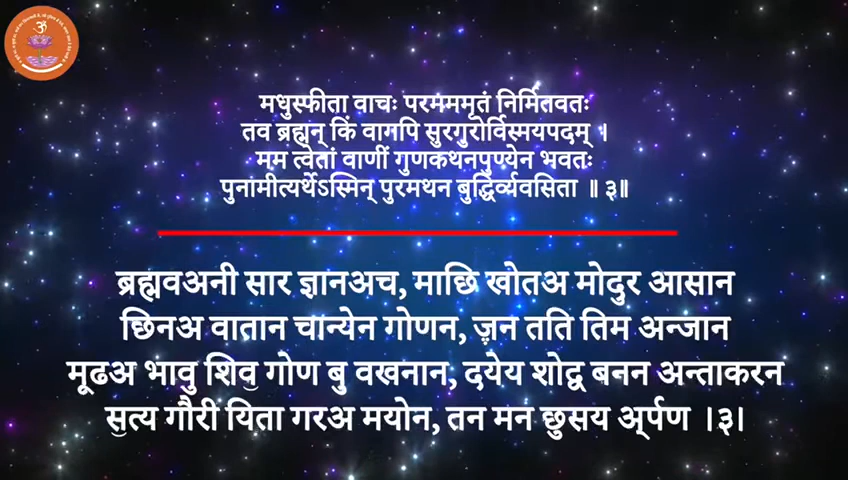 ॐ
मधुस्फीता वाचः परमममृतं निर्मितवतः
तव ब्रह्मन् किं वागपि सुरगुरोर्विस्मयपदम् ।
मम त्वेतां वाणीं गुणकथनपुण्येन भवतः
पुनामीत्यर्थेऽस्मिन् पुरमथन बुद्धिर्व्यवसिता ॥ ३॥
ब्रह्मवअनी सार ज्ञानअच, माछि खोतअ मोदुर आसान
छिनअ वातान चान्येन गोणन, ज़न तति तिम अन्जान
मूढअ भावु शिवॖ गोण बु वखनान, दयेय शोद्व बनन अन्ताकरन
सॖत्य गौरी यिता गरअ मयोन, तन मन छुसय अ्र्पण ।३।